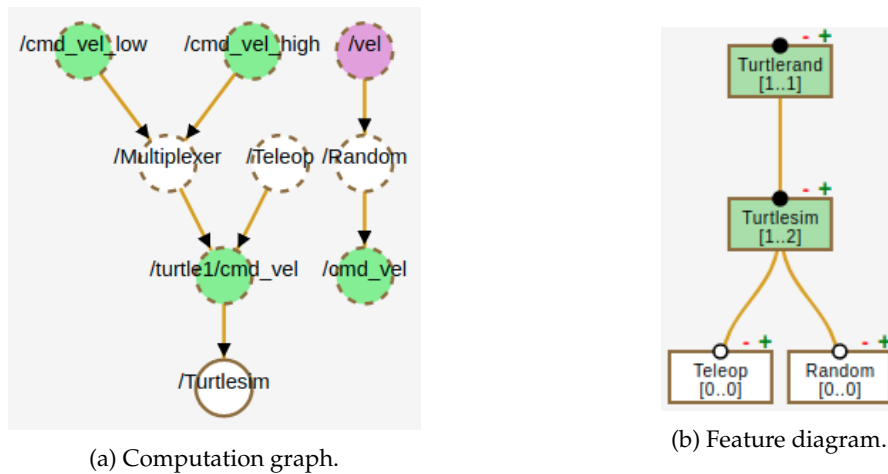 /cmd_vel_low /cmd_vel_high /vel
/Multiplexer /Teleop /Random
/turtle1/cmd_vel /cmd_vel
/Turtlesim
(a) Computation graph.
- +
Turtlerand
[1..1]
- +
Turtlesim
[1..2]
- + - +
Teleop Random
[0..0] [0..0]
(b) Feature diagram.